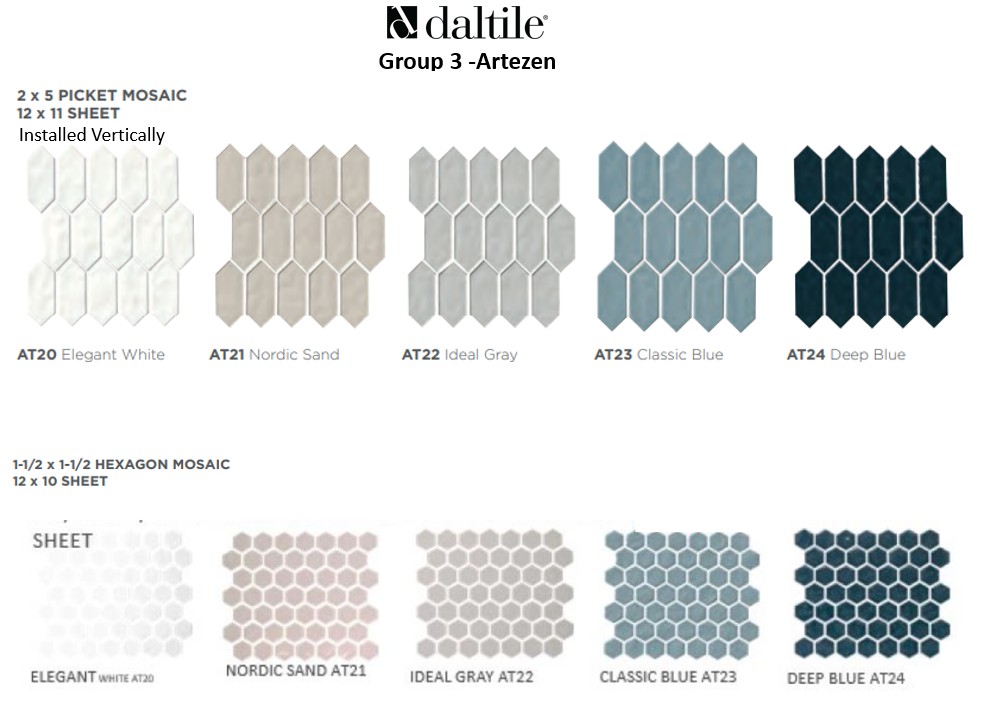 daltile®
Group 3 -Artezen
2 x 5 PICKET MOSAIC
12 x 11 SHEET
Installed Vertically
AT20 Elegant White
AT21 Nordic Sand
AT22 Ideal Gray
AT23 Classic Blue
AT24 Deep Blue
1-1/2 x 1-1/2 HEXAGON MOSAIC
12 x 10 SHEET
SHEET
ELEGANT WHITE AT20
NORDIC SAND AT21
IDEAL GRAY AT22
CLASSIC BLUE AT23
DEEP BLUE AT24